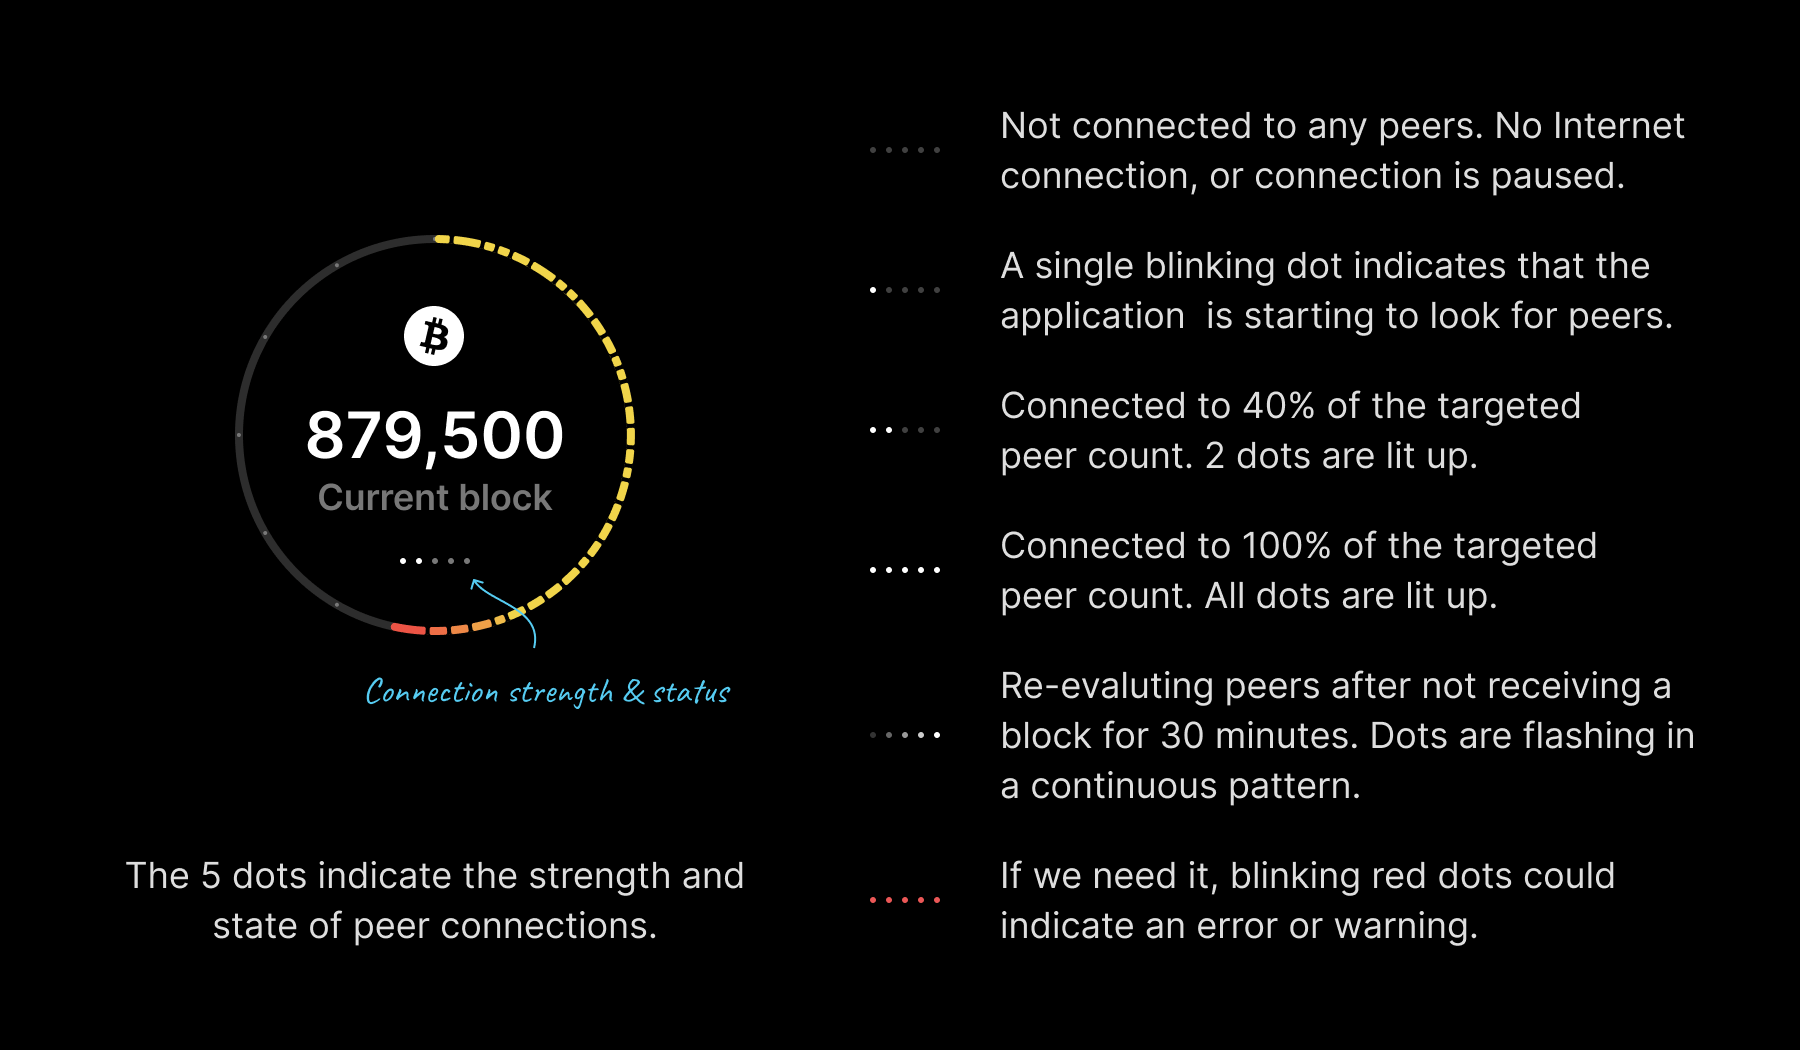 879,500
Current block
Connection strength & status
The 5 dots indicate the strength and
state of peer connections.
Not connected to any peers. No Internet
connection, or connection is paused.
A single blinking dot indicates that the
application  is starting to look for peers.
Connected to 40% of the targeted
peer count. 2 dots are lit up.
Connected to 100% of the targeted
peer count. All dots are lit up.
Re-evaluting peers after not receiving a
block for 30 minutes. Dots are flashing in
a continuous pattern.
If we need it, blinking red dots could
indicate an error or warning.